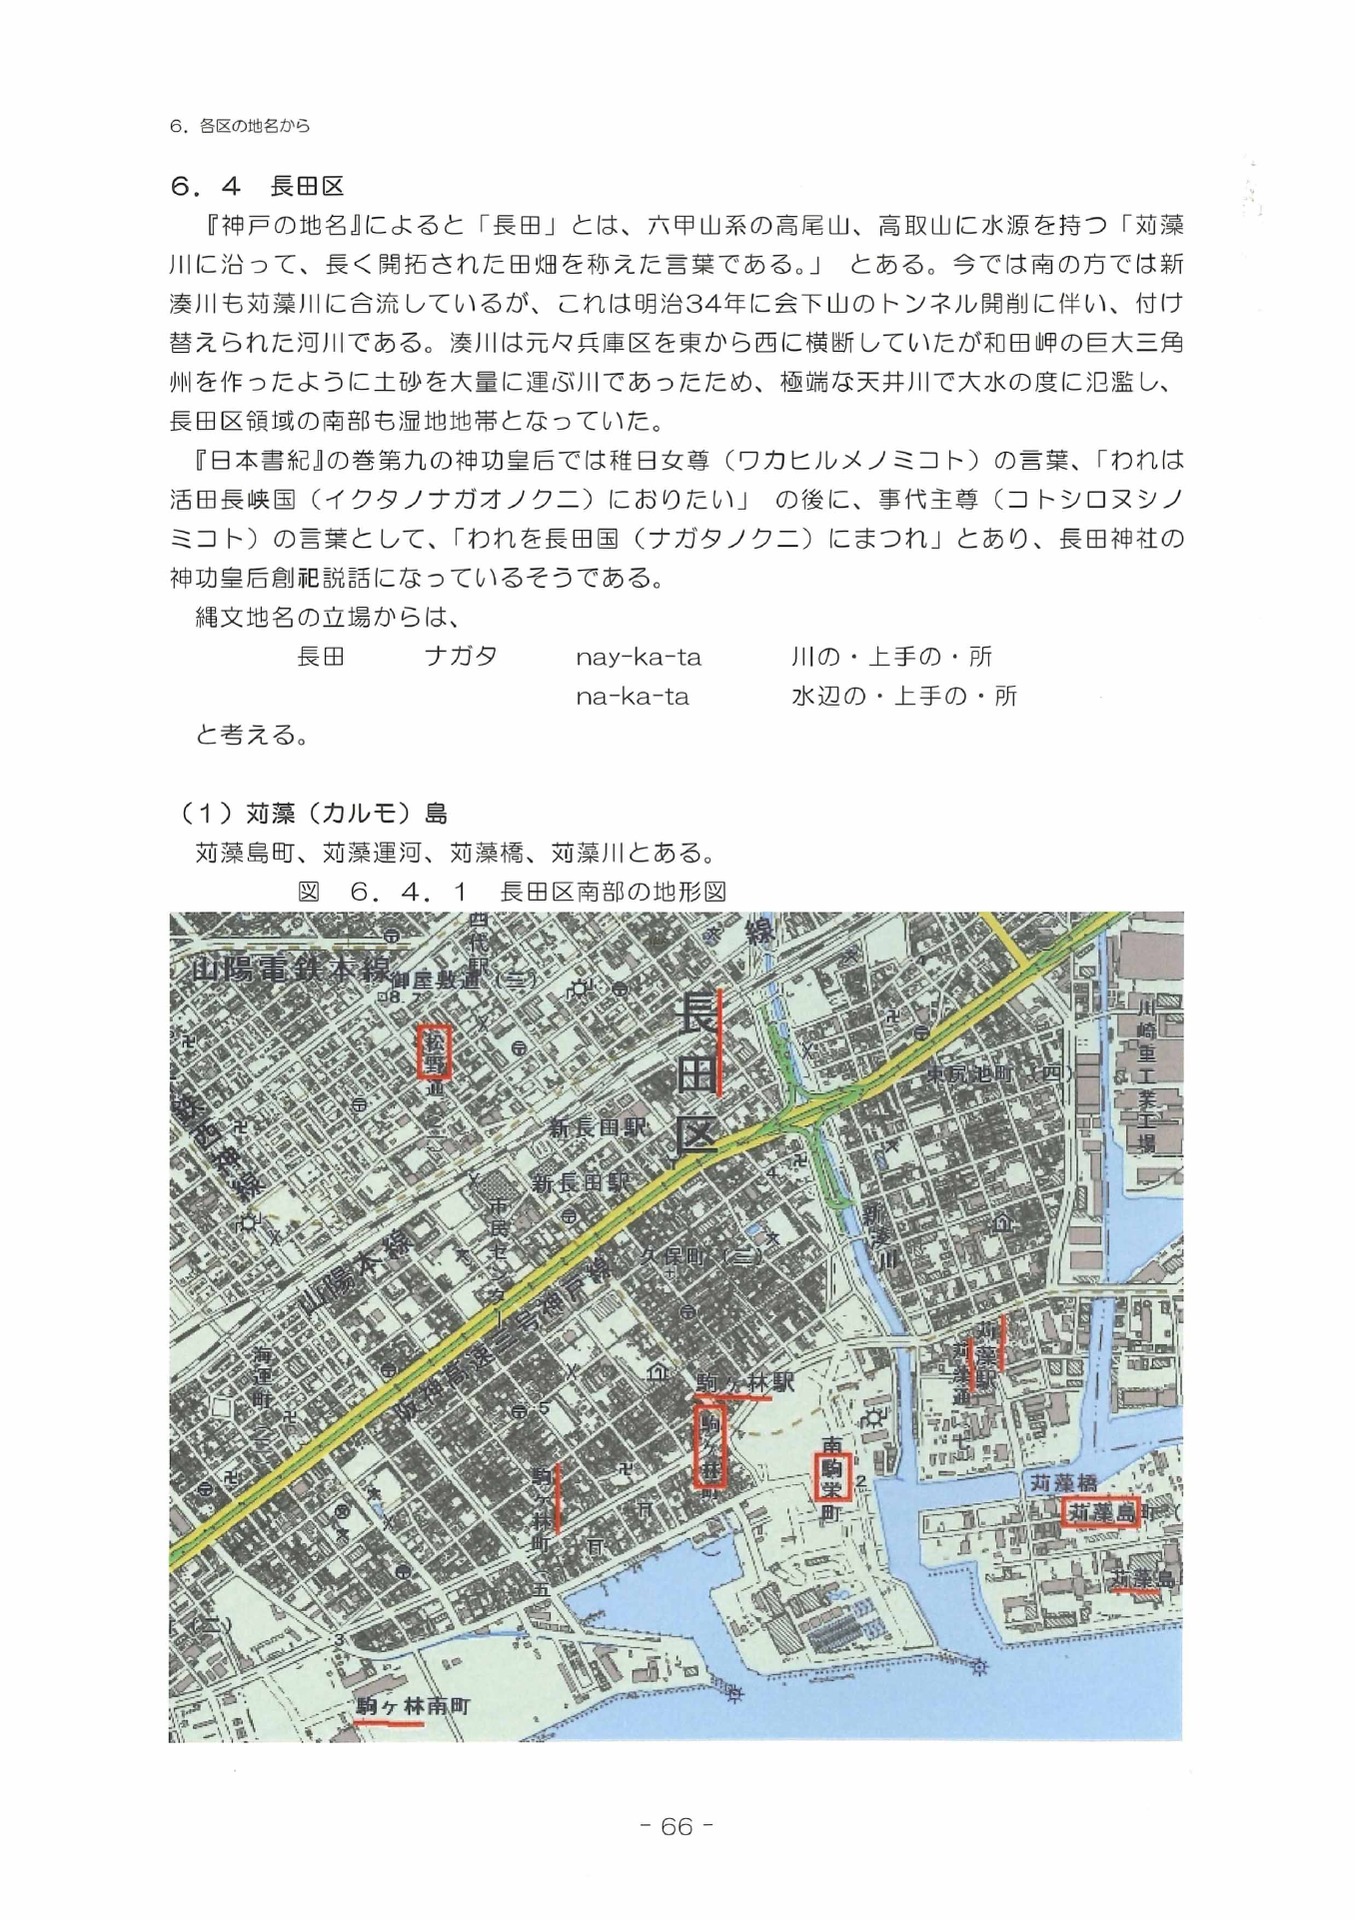 6．各区の地名から
６．４　長田区
『神戸の地名』によると「長田」とは、六甲山系の高尾山、高取山に水源を持つ「苅藻
川に沿って、長く開拓された田畑を称えた言葉である。」 とある。今では南の方では新
湊川も苅藻川に合流しているが、これは明治34年に会下山のトンネル開削に伴い、付け
替えられた河川である。湊川は元々兵庫区を東から西に横断していたが和田岬の巨大三角
州を作ったように土砂を大量に運ぶ川であったため、極端な天井川で大水の度に氾濫し、
長田区領域の南部も湿地地帯となっていた。
『日本書紀』の巻第九の神功皇后では稚日女尊（ワカヒルメノミコト）の言葉、「われは
活田長峡国（イクタノナガオノクニ）におりたい」 の後に、事代主尊（コトシロヌシノ
ミコト）の言葉として、「われを長田国（ナガタノクニ）にまつれ」とあり、長田神社の
神功皇后創祀説話になっているそうである。
縄文地名の立場からは、
長田　ナガタ　nay-ka-ta　川の・上手の・所
na-ka-ta　水辺の・上手の・所
と考える。
（１）苅藻（カルモ）島
苅藻島町、苅藻運河、苅藻橋、苅藻川とある。
図　６．４．１　長田区南部の地形図
山陽電鉄本線
西代駅
御屋敷通（三）
8.7
線
松野通
長田区
川崎重工業工場
東尻池町（四）
新長田駅
新長田駅
市民センター
4
新湊川
久保町（三）
山陽本線
阪神高速三号神戸線
海運町（三）
苅藻駅
苅藻通
駒ヶ林駅
5
駒ヶ林町
南駒栄町
2
駒ヶ林町（五）
苅藻橋
苅藻島町（
苅藻島
3
（二）
駒ヶ林南町
- 66 -